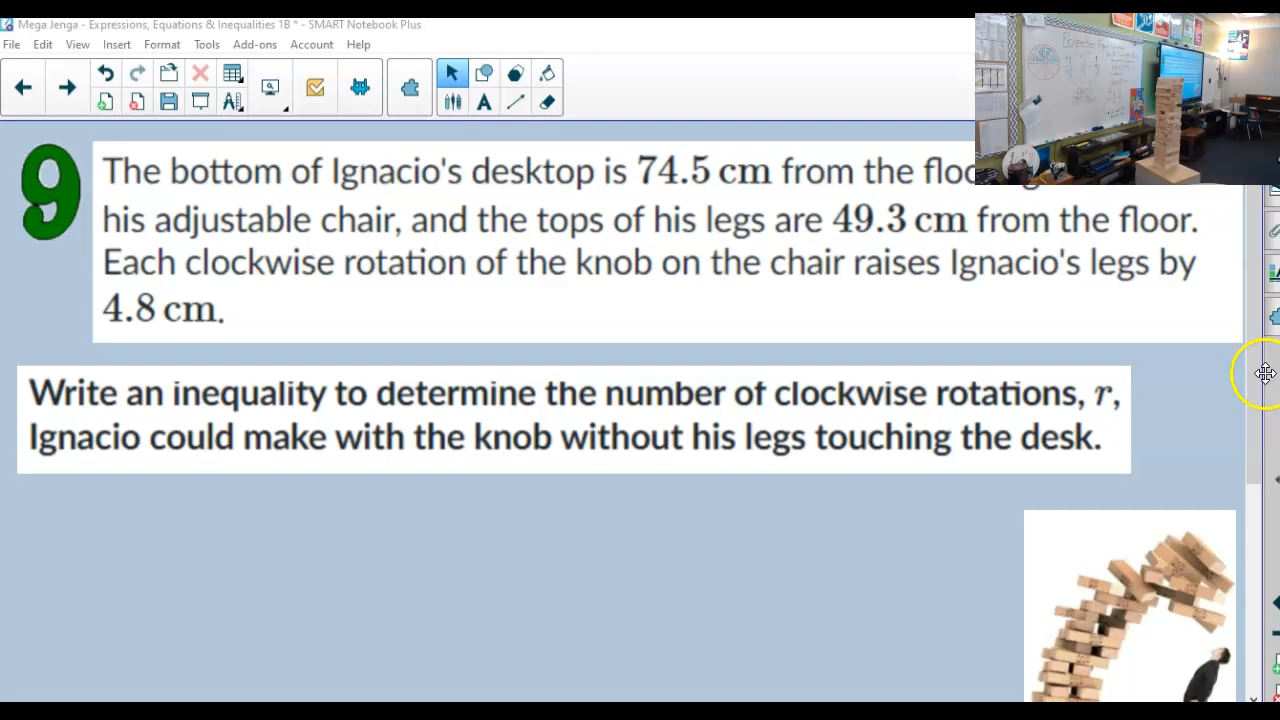 Mega Jenga - Expressions, Equations & Inequalities 1B * - SMART Notebook Plus
File Edit View Insert Format Tools Add-ons Account Help
9
The bottom of Ignacio's desktop is 74.5 cm from the
his adjustable chair, and the tops of his legs are 49.3 cm from the floor.
Each clockwise rotation of the knob on the chair raises Ignacio's legs by
4.8 cm.
Write an inequality to determine the number of clockwise rotations, r,
Ignacio could make with the knob without his legs touching the desk.